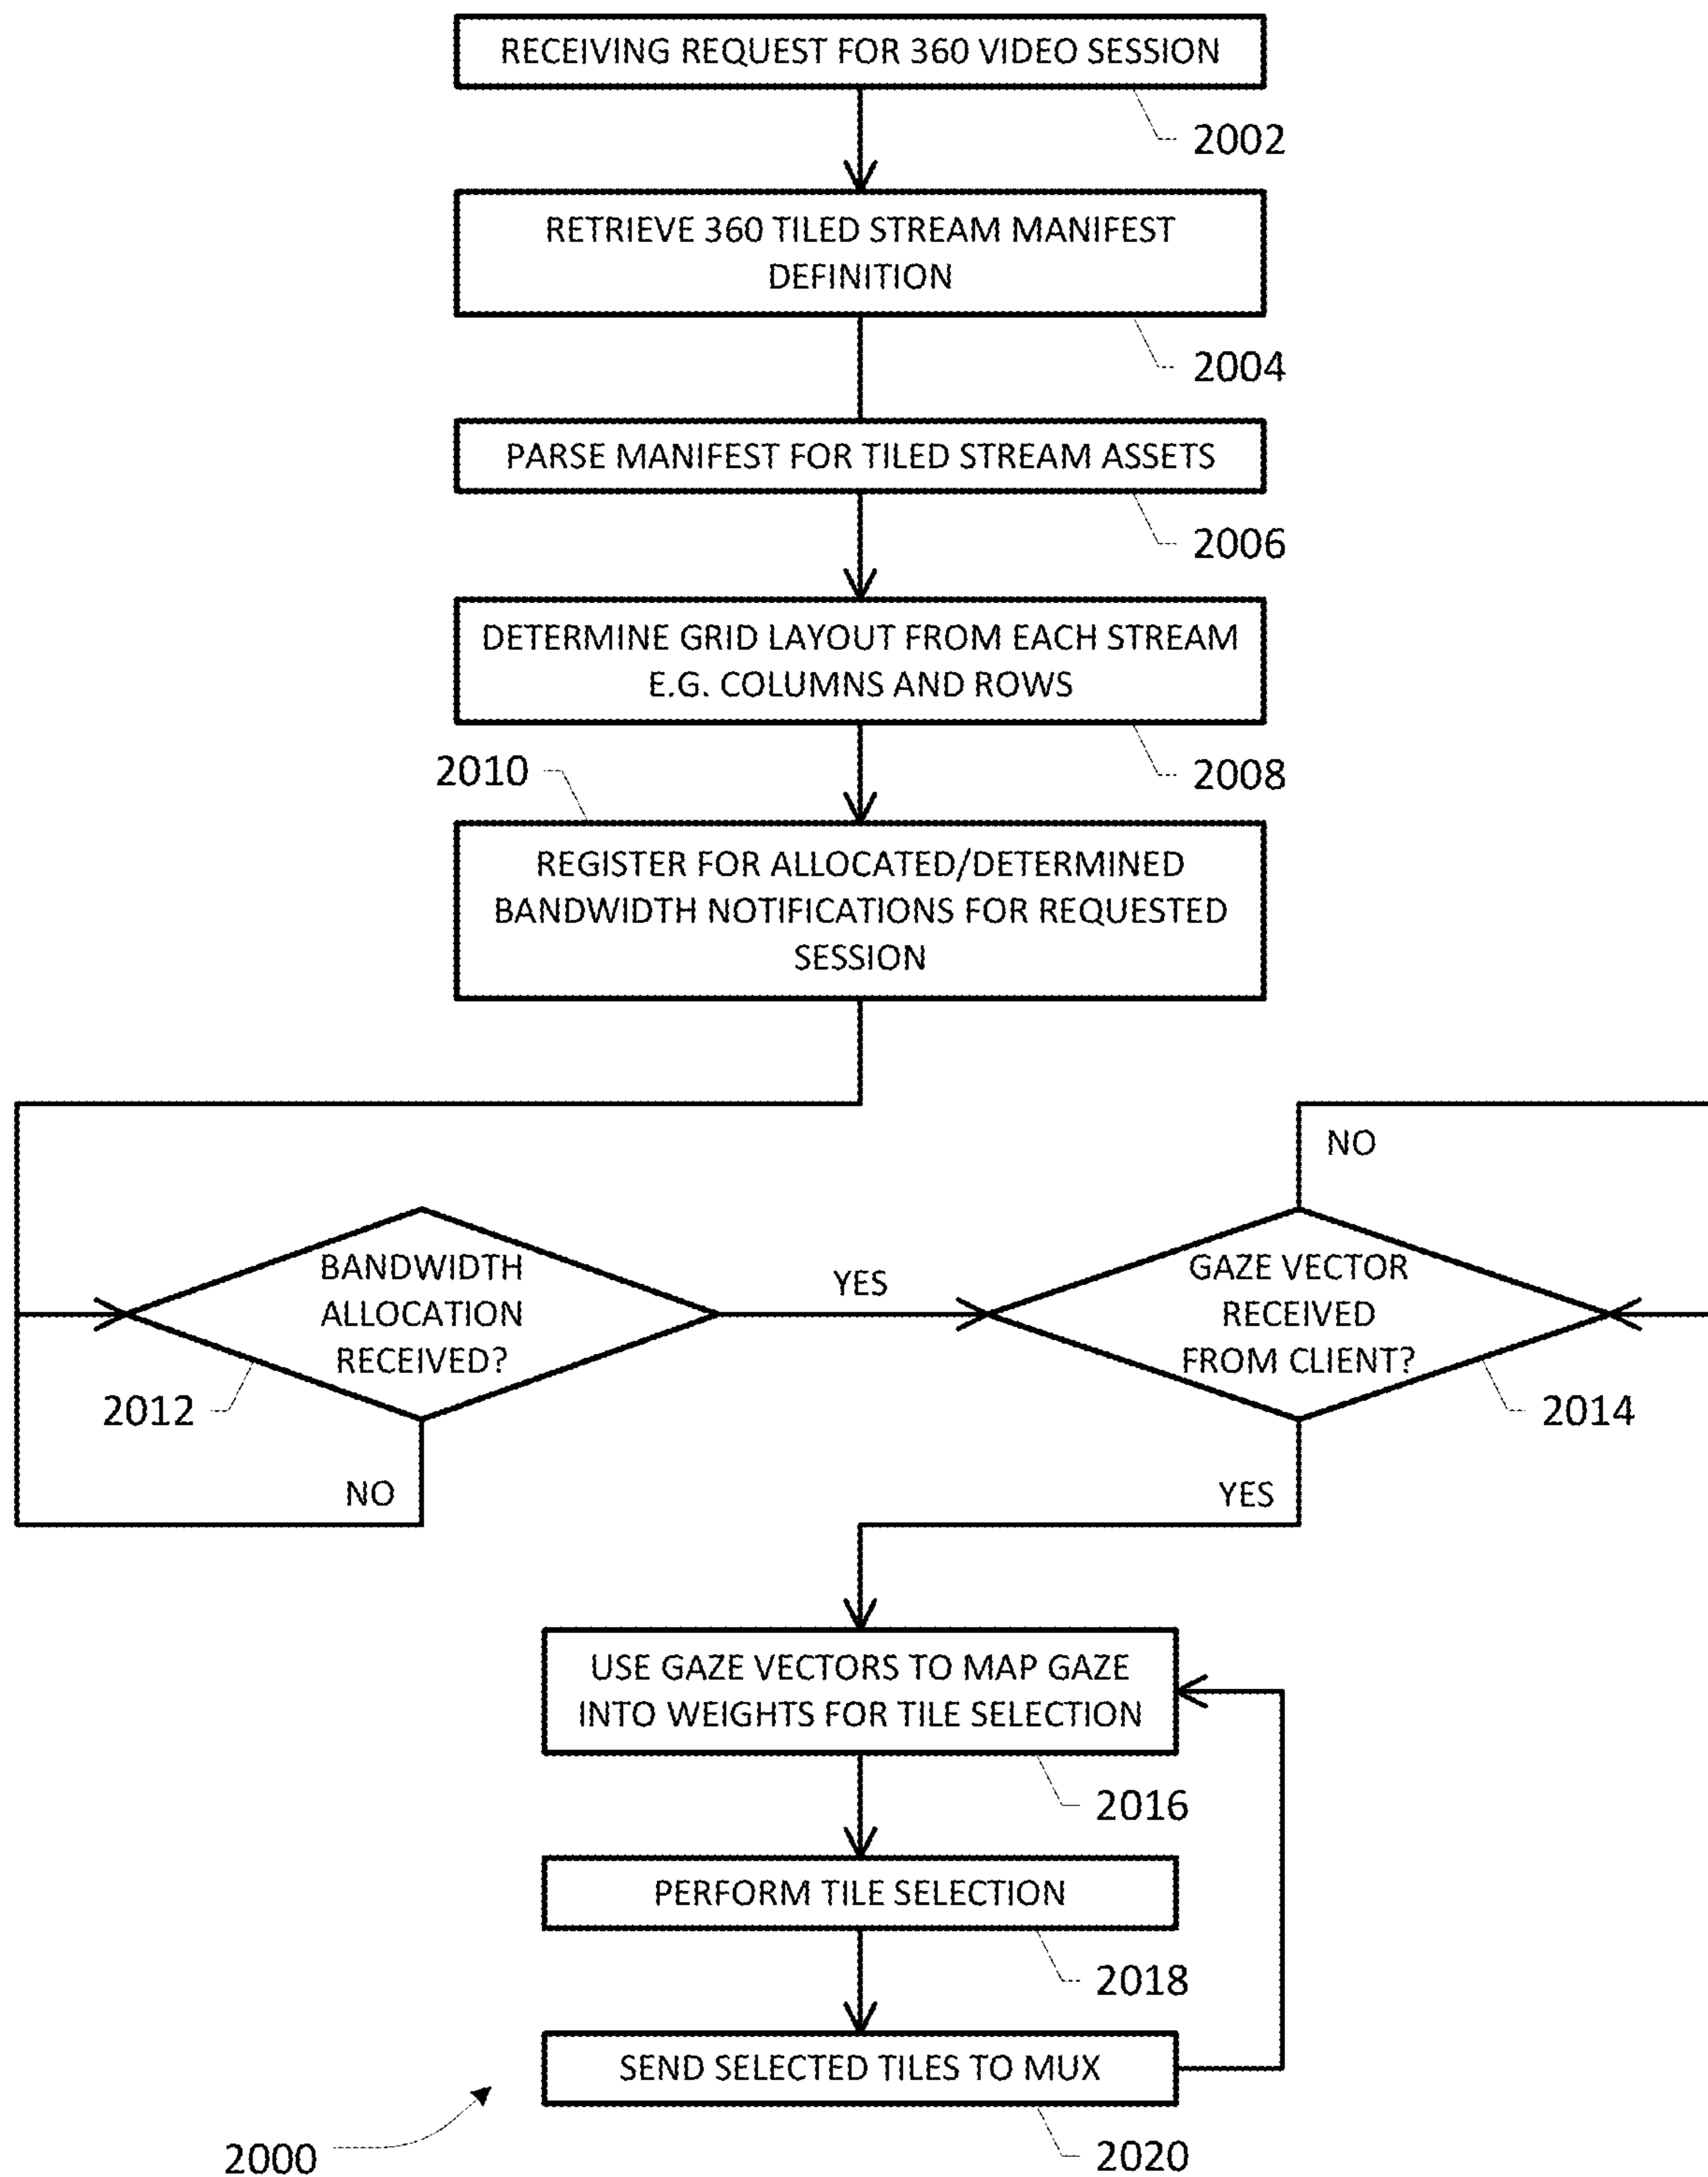 RECEIVING REQUEST FOR 360 VIDEO SESSION
2002
RETRIEVE 360 TILED STREAM MANIFEST
DEFINITION
2004
PARSE MANIFEST FOR TILED STREAM ASSETS
2006
DETERMINE GRID LAYOUT FROM EACH STREAM
E.G. COLUMNS AND ROWS
2008
2010
REGISTER FOR ALLOCATED/DETERMINED
BANDWIDTH NOTIFICATIONS FOR REQUESTED
SESSION
BANDWIDTH
ALLOCATION
RECEIVED?
2012
NO
YES
NO
GAZE VECTOR
RECEIVED
FROM CLIENT?
2014
YES
USE GAZE VECTORS TO MAP GAZE
INTO WEIGHTS FOR TILE SELECTION
2016
PERFORM TILE SELECTION
2018
SEND SELECTED TILES TO MUX
2020
2000